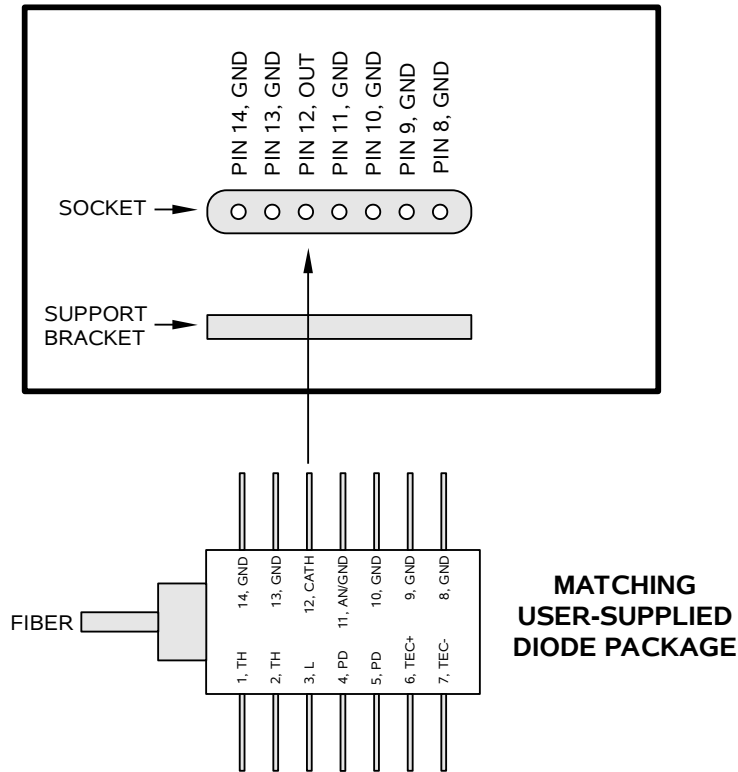 PIN 14, GND
PIN 13, GND
PIN 12, OUT
PIN 11, GND
PIN 10, GND
PIN 9, GND
PIN 8, GND
SOCKET
SUPPORT
BRACKET
14, GND
13, GND
12, CATH
11, AN/GND
10, GND
9, GND
8, GND
FIBER
1, TH
2, TH
3, L
4, PD
5, PD
6, TEC+
7, TEC-
MATCHING
USER-SUPPLIED
DIODE PACKAGE